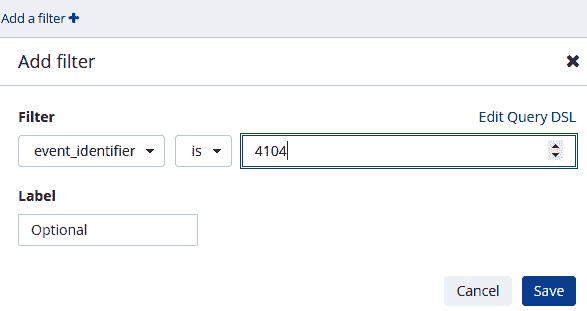 Add a filter +
Add filter
Filter
Edit Query DSL
event_identifier
is
4104
Label
Optional
Cancel
Save